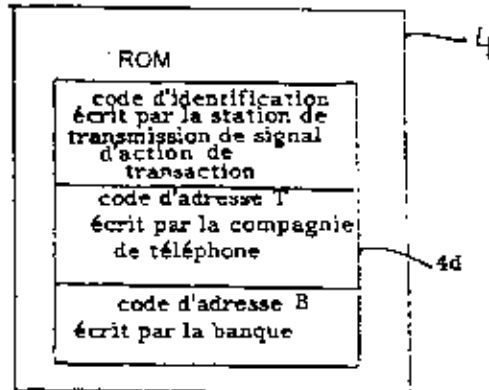 4
ROM
code d'identification
écrit par la station de
transmission de signal
d'action de
transaction
code d'adresse T
écrit par la compagnie
de téléphone
4d
code d'adresse B
écrit par la banque